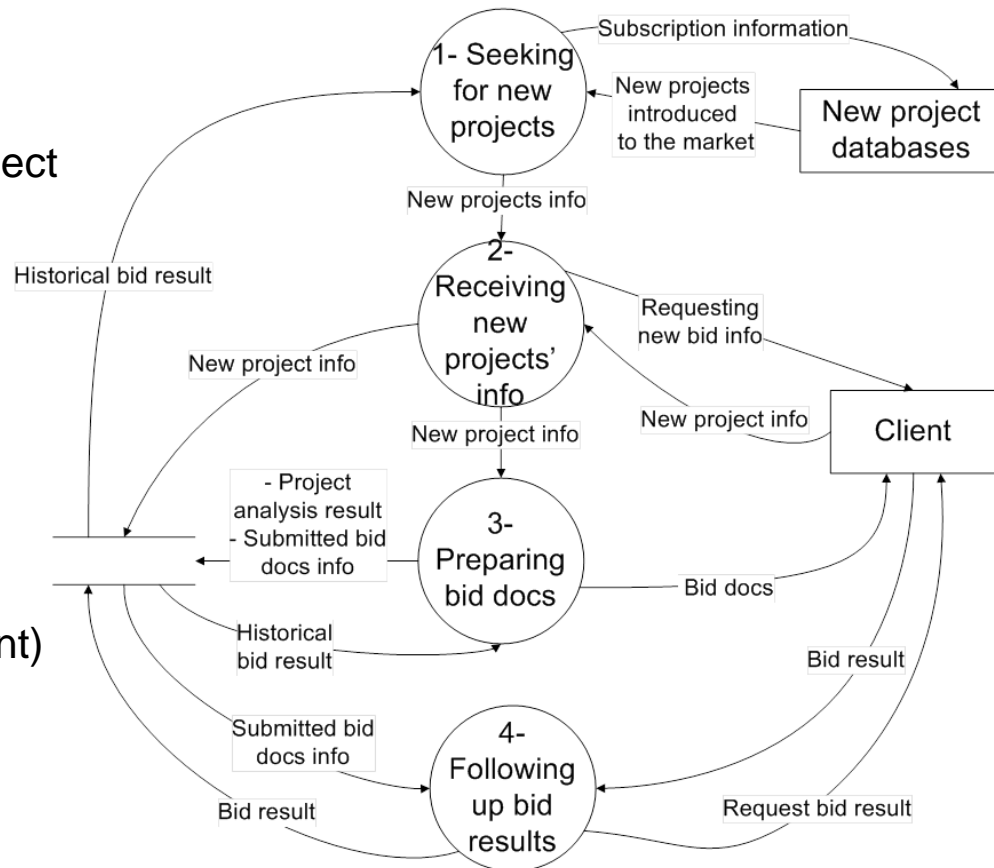 Subscription information
1- Seeking
for new
projects
New projects
introduced
to the market
New project
databases
ect
New projects info
Historical bid result
2-
Receiving
new
projects'
info
Requesting
new bid info
New project info
New project info
Client
New project info
- Project
analysis result
- Submitted bid
docs info
3-
Preparing
bid docs
Bid docs
Historical
bid result
nt)
Bid result
Submitted bid
docs info
4-
Following
up bid
results
Bid result
Request bid result